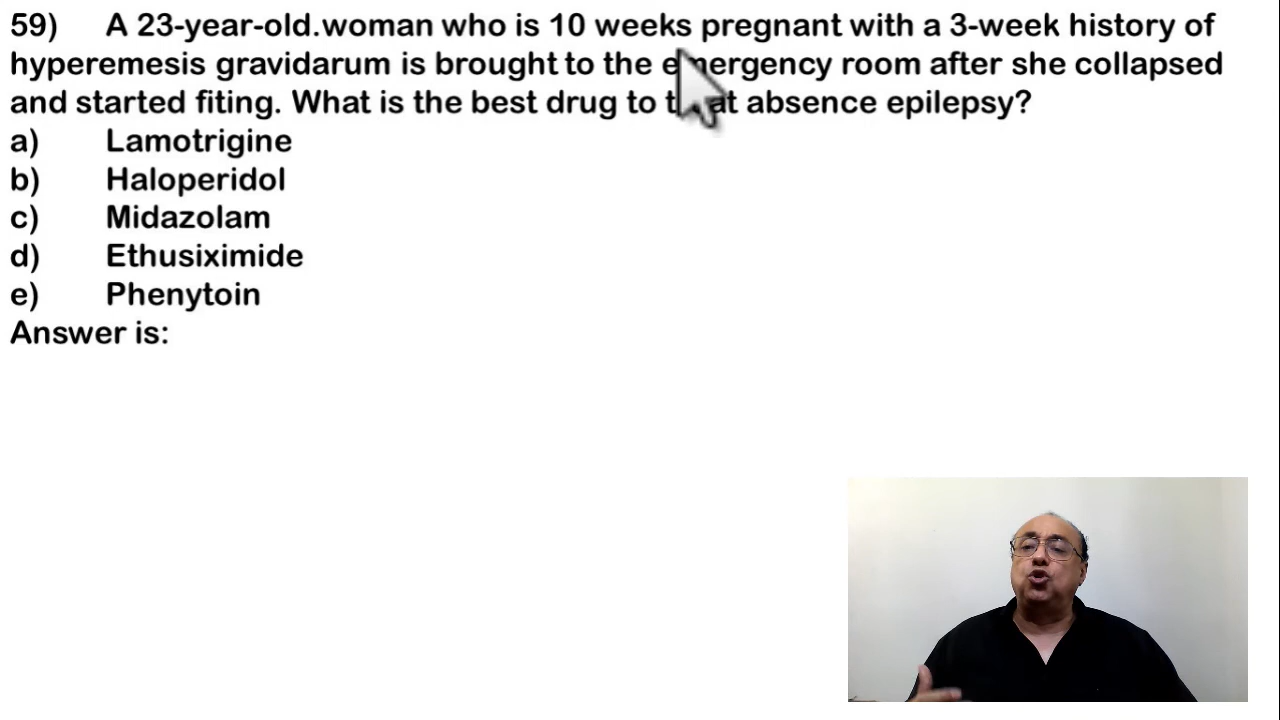 59) A 23-year-old.woman who is 10 weeks pregnant with a 3-week history of
hyperemesis gravidarum is brought to the emergency room after she collapsed
and started fiting. What is the best drug to treat absence epilepsy?
a) Lamotrigine
b) Haloperidol
c) Midazolam
d) Ethusiximide
e) Phenytoin
Answer is: